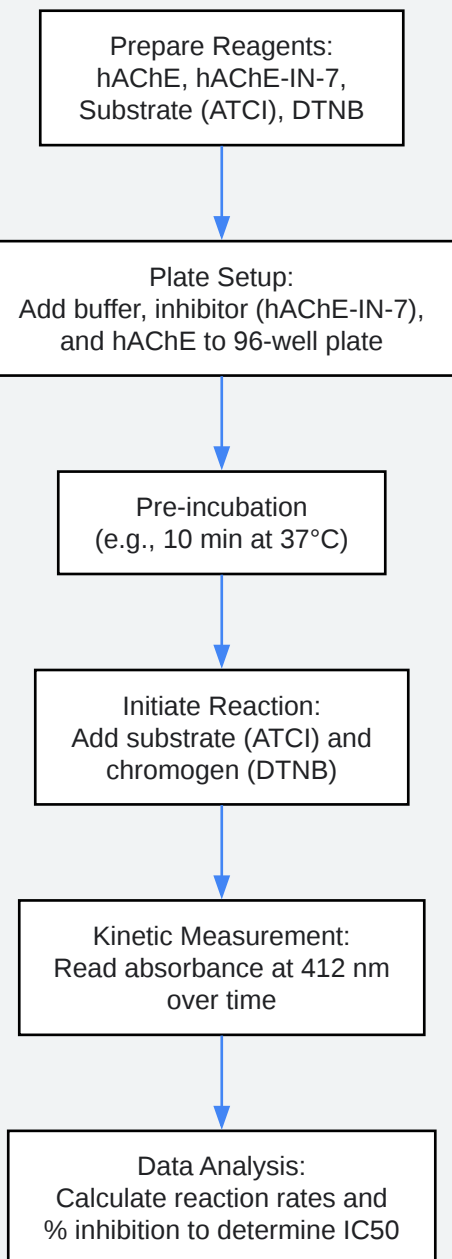 Prepare Reagents:
hAChE, hAChE-IN-7,
Substrate (ATCI), DTNB
Plate Setup:
Add buffer, inhibitor (hAChE-IN-7),
and hAChE to 96-well plate
Pre-incubation
(e.g., 10 min at 37°C)
Initiate Reaction:
Add substrate (ATCI) and
chromogen (DTNB)
Kinetic Measurement:
Read absorbance at 412 nm
over time
Data Analysis:
Calculate reaction rates and
% inhibition to determine IC50